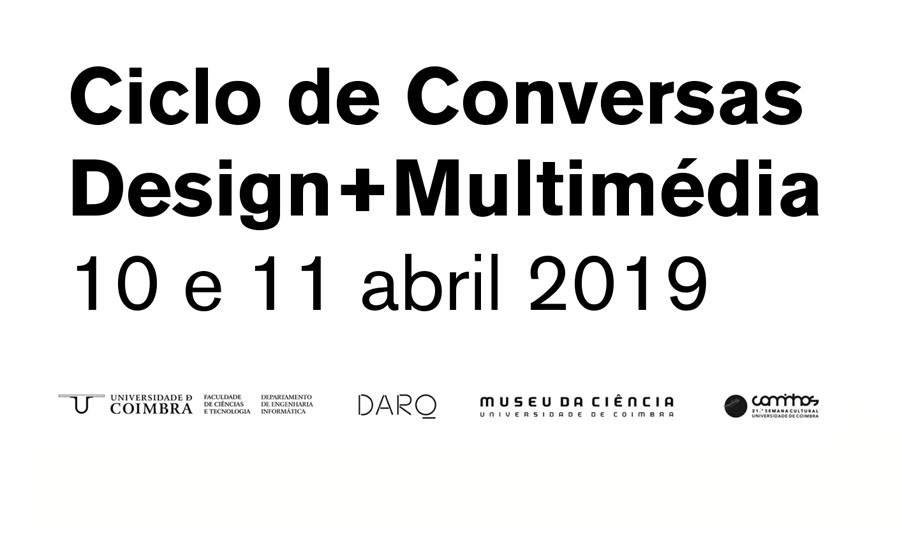 Ciclo de Conversas
Design+Multimédia
10 e 11 abril 2019
UNIVERSIDADE D
COIMBRA
FACULDADE
DE CIÊNCIAS
E TECNOLOGIA
DEPARTAMENTO
DE ENGENHARIA
INFORMÁTICA
DARQ
MUSEU DA CIÊNCIA
UNIVERSIDADE DE COIMBRA
caminhos
21.ª SEMANA CULTURAL
UNIVERSIDADE DE COIMBRA